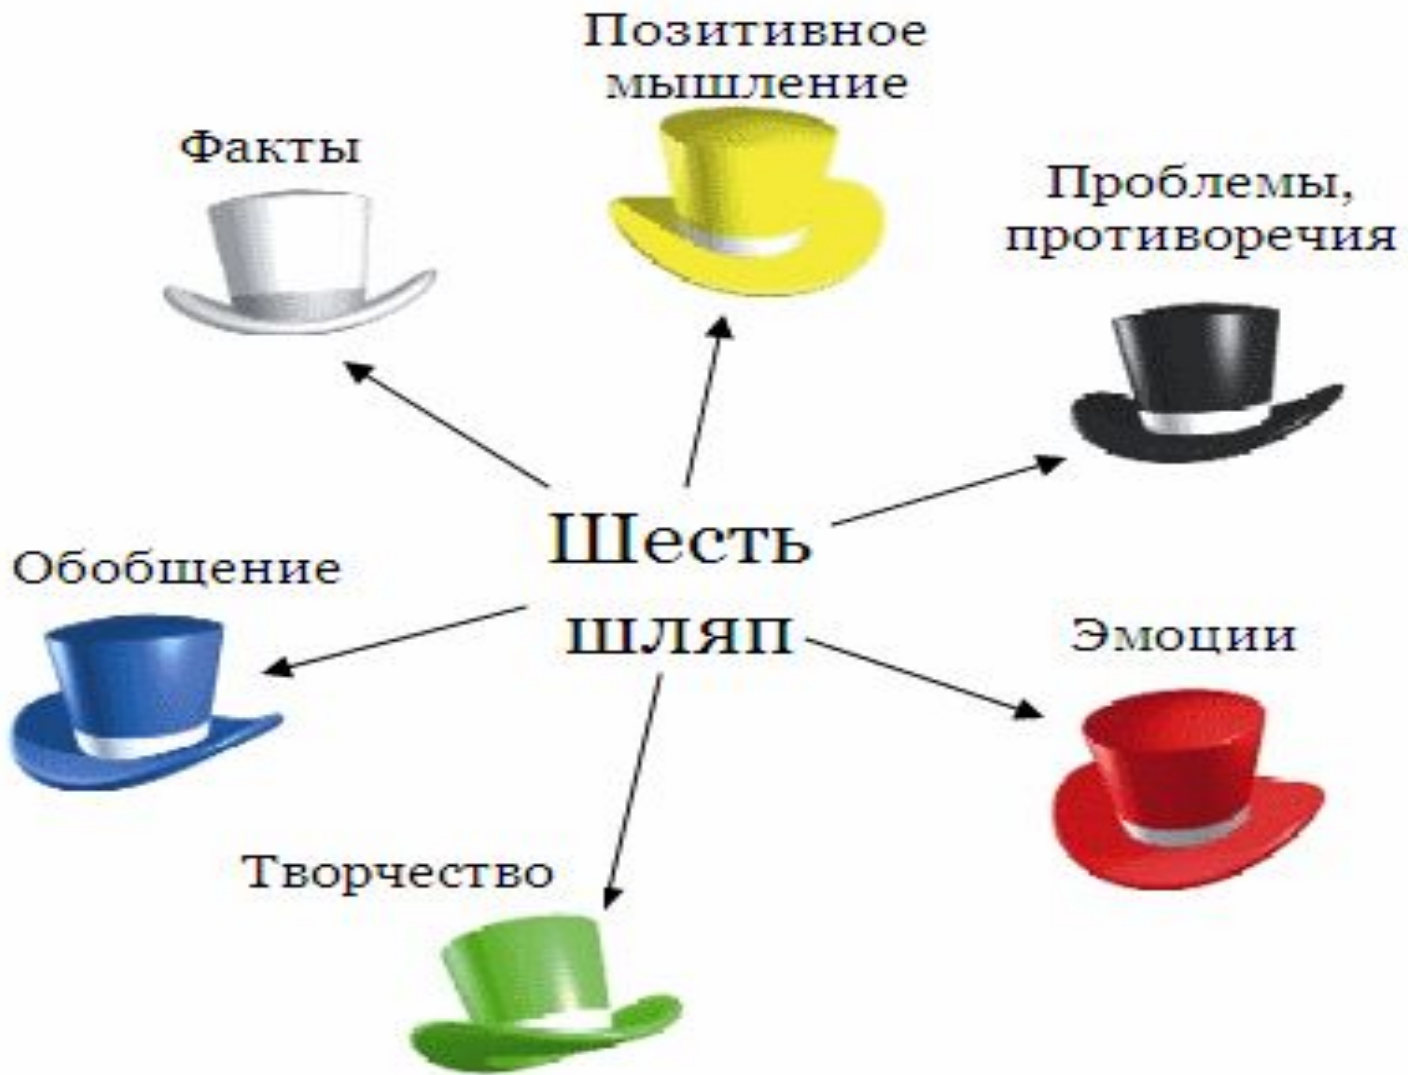 Позитивное
мышление
Факты
Проблемы,
противоречия
Шесть
шляп
Обобщение
Эмоции
Творчество